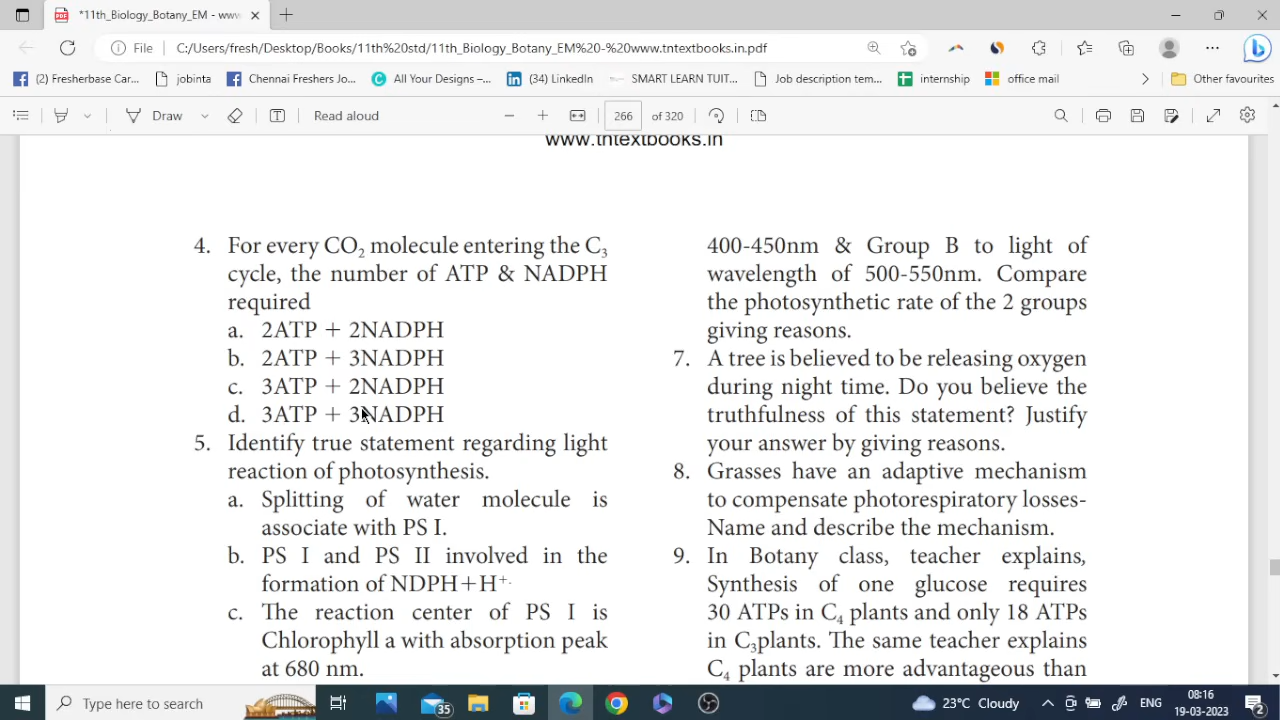 *11th_Biology_Botany_EM - www
File
C:/Users/fresh/Desktop/Books/11th%20std/11th_Biology_Botany_EM%20-%20www.tntextbooks.in.pdf
(2) Fresherbase Car...
jobinta
Chennai Freshers Jo...
All Your Designs –...
(34) LinkedIn
SMART LEARN TUIT...
Job description tem...
internship
office mail
Other favourites
Draw
Read aloud
266 of 320
www.tntextbooks.in
4. For every CO₂ molecule entering the C₃
cycle, the number of ATP & NADPH
required
a. 2ATP + 2NADPH
b. 2ATP + 3NADPH
c. 3ATP + 2NADPH
d. 3ATP + 3NADPH
5. Identify true statement regarding light
reaction of photosynthesis.
a. Splitting of water molecule is
associate with PS I.
b. PS I and PS II involved in the
formation of NDPH+H⁺.
c. The reaction center of PS I is
Chlorophyll a with absorption peak
at 680 nm.
400-450nm & Group B to light of
wavelength of 500-550nm. Compare
the photosynthetic rate of the 2 groups
giving reasons.
7. A tree is believed to be releasing oxygen
during night time. Do you believe the
truthfulness of this statement? Justify
your answer by giving reasons.
8. Grasses have an adaptive mechanism
to compensate photorespiratory losses-
Name and describe the mechanism.
9. In Botany class, teacher explains,
Synthesis of one glucose requires
30 ATPs in C₄ plants and only 18 ATPs
in C₃plants. The same teacher explains
C₄ plants are more advantageous than
Type here to search
35
23°C Cloudy
ENG
08:16
19-03-2023
2